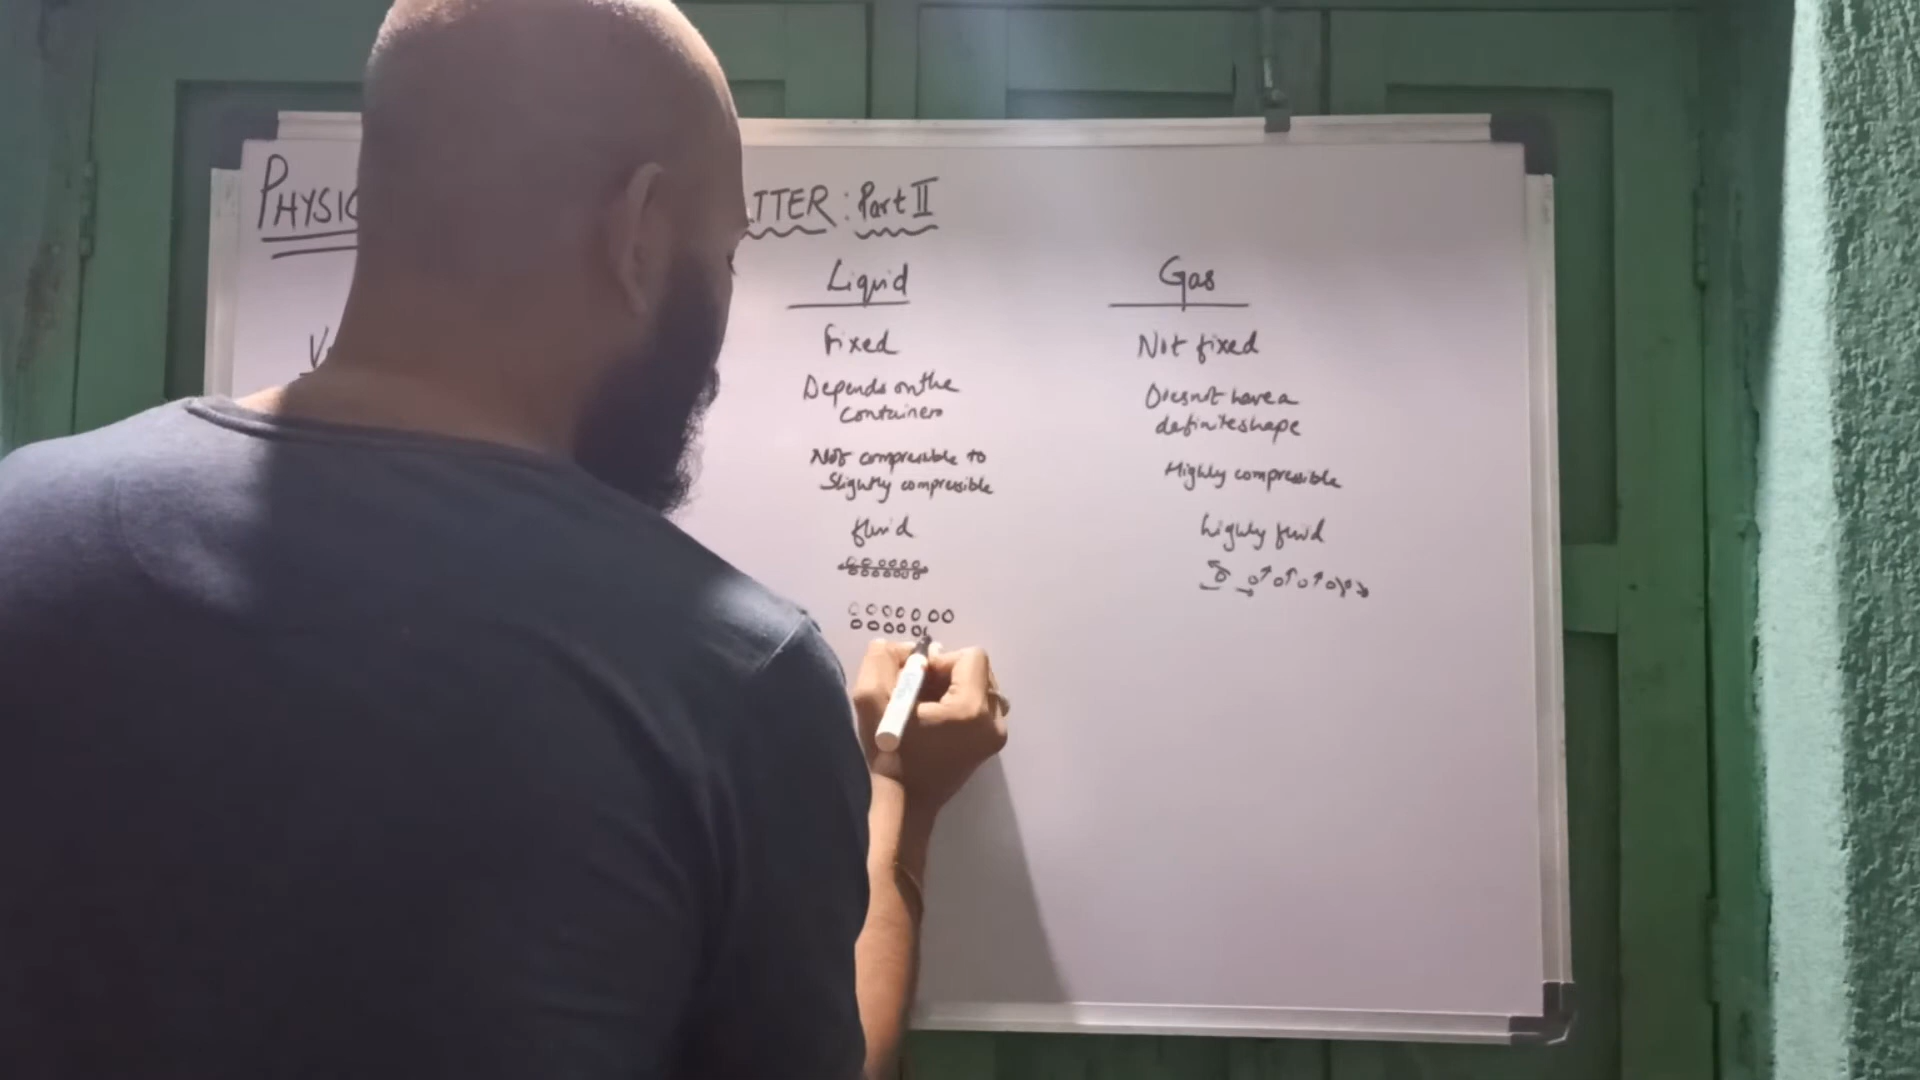 PHYSIC ATTER : Part II
Liquid Gas
V
fixed Not fixed
Depends on the
Container
Doesn't have a
definite shape
Not compressible to
Slightly compressible
Highly compressible
fluid highly fluid